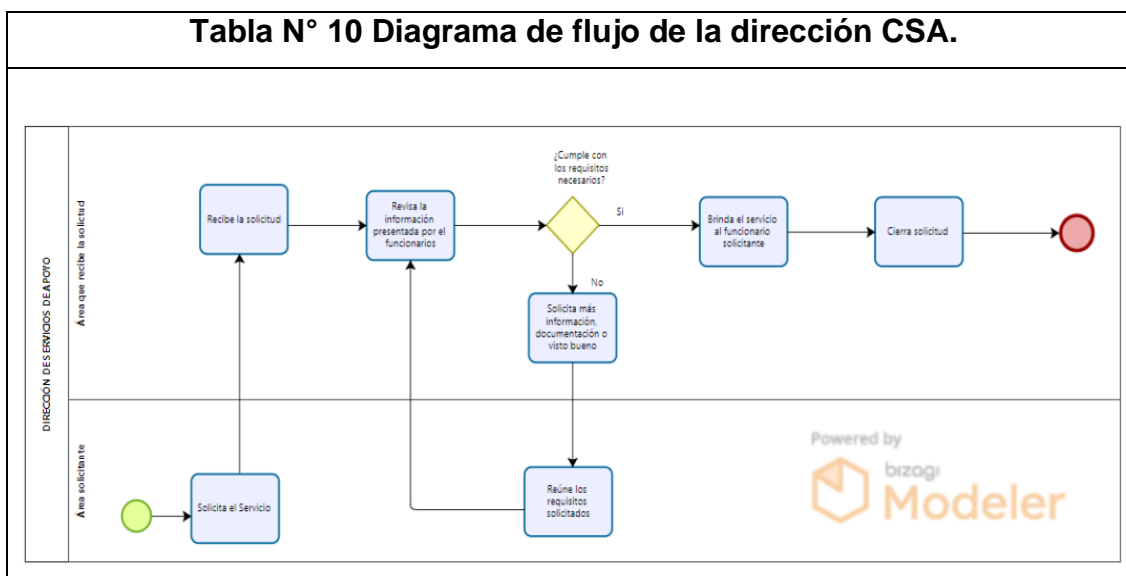 Tabla N° 10 Diagrama de flujo de la dirección CSA.
DIRECCIÓN DE SERVICIOS DE APOYO
Área que recibe la solictud
Recibe la solicitud
Revisa la
información
presentada por el
funcionarios
¿Cumple con
los requisitos
necesarios?
Si
Brinda el servicio
al funcionario
solicitante
Cierra solicitud
No
Solicita más
información,
documentación o
visto bueno
Área solicitante
Solicita el Servicio
Reúne los
requisitos
solicitados
Powered by
bizagi
Modeler